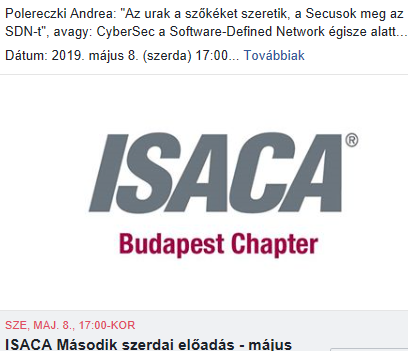 Polereczki Andrea: "Az urak a szőkéket szeretik, a Secusok meg az
SDN-t", avagy: CyberSec a Software-Defined Network égisze alatt...
Dátum: 2019. május 8. (szerda) 17:00... Továbbiak
ISACA®
Budapest Chapter
SZE, MAJ. 8., 17:00-KOR
ISACA Második szerdai előadás - május